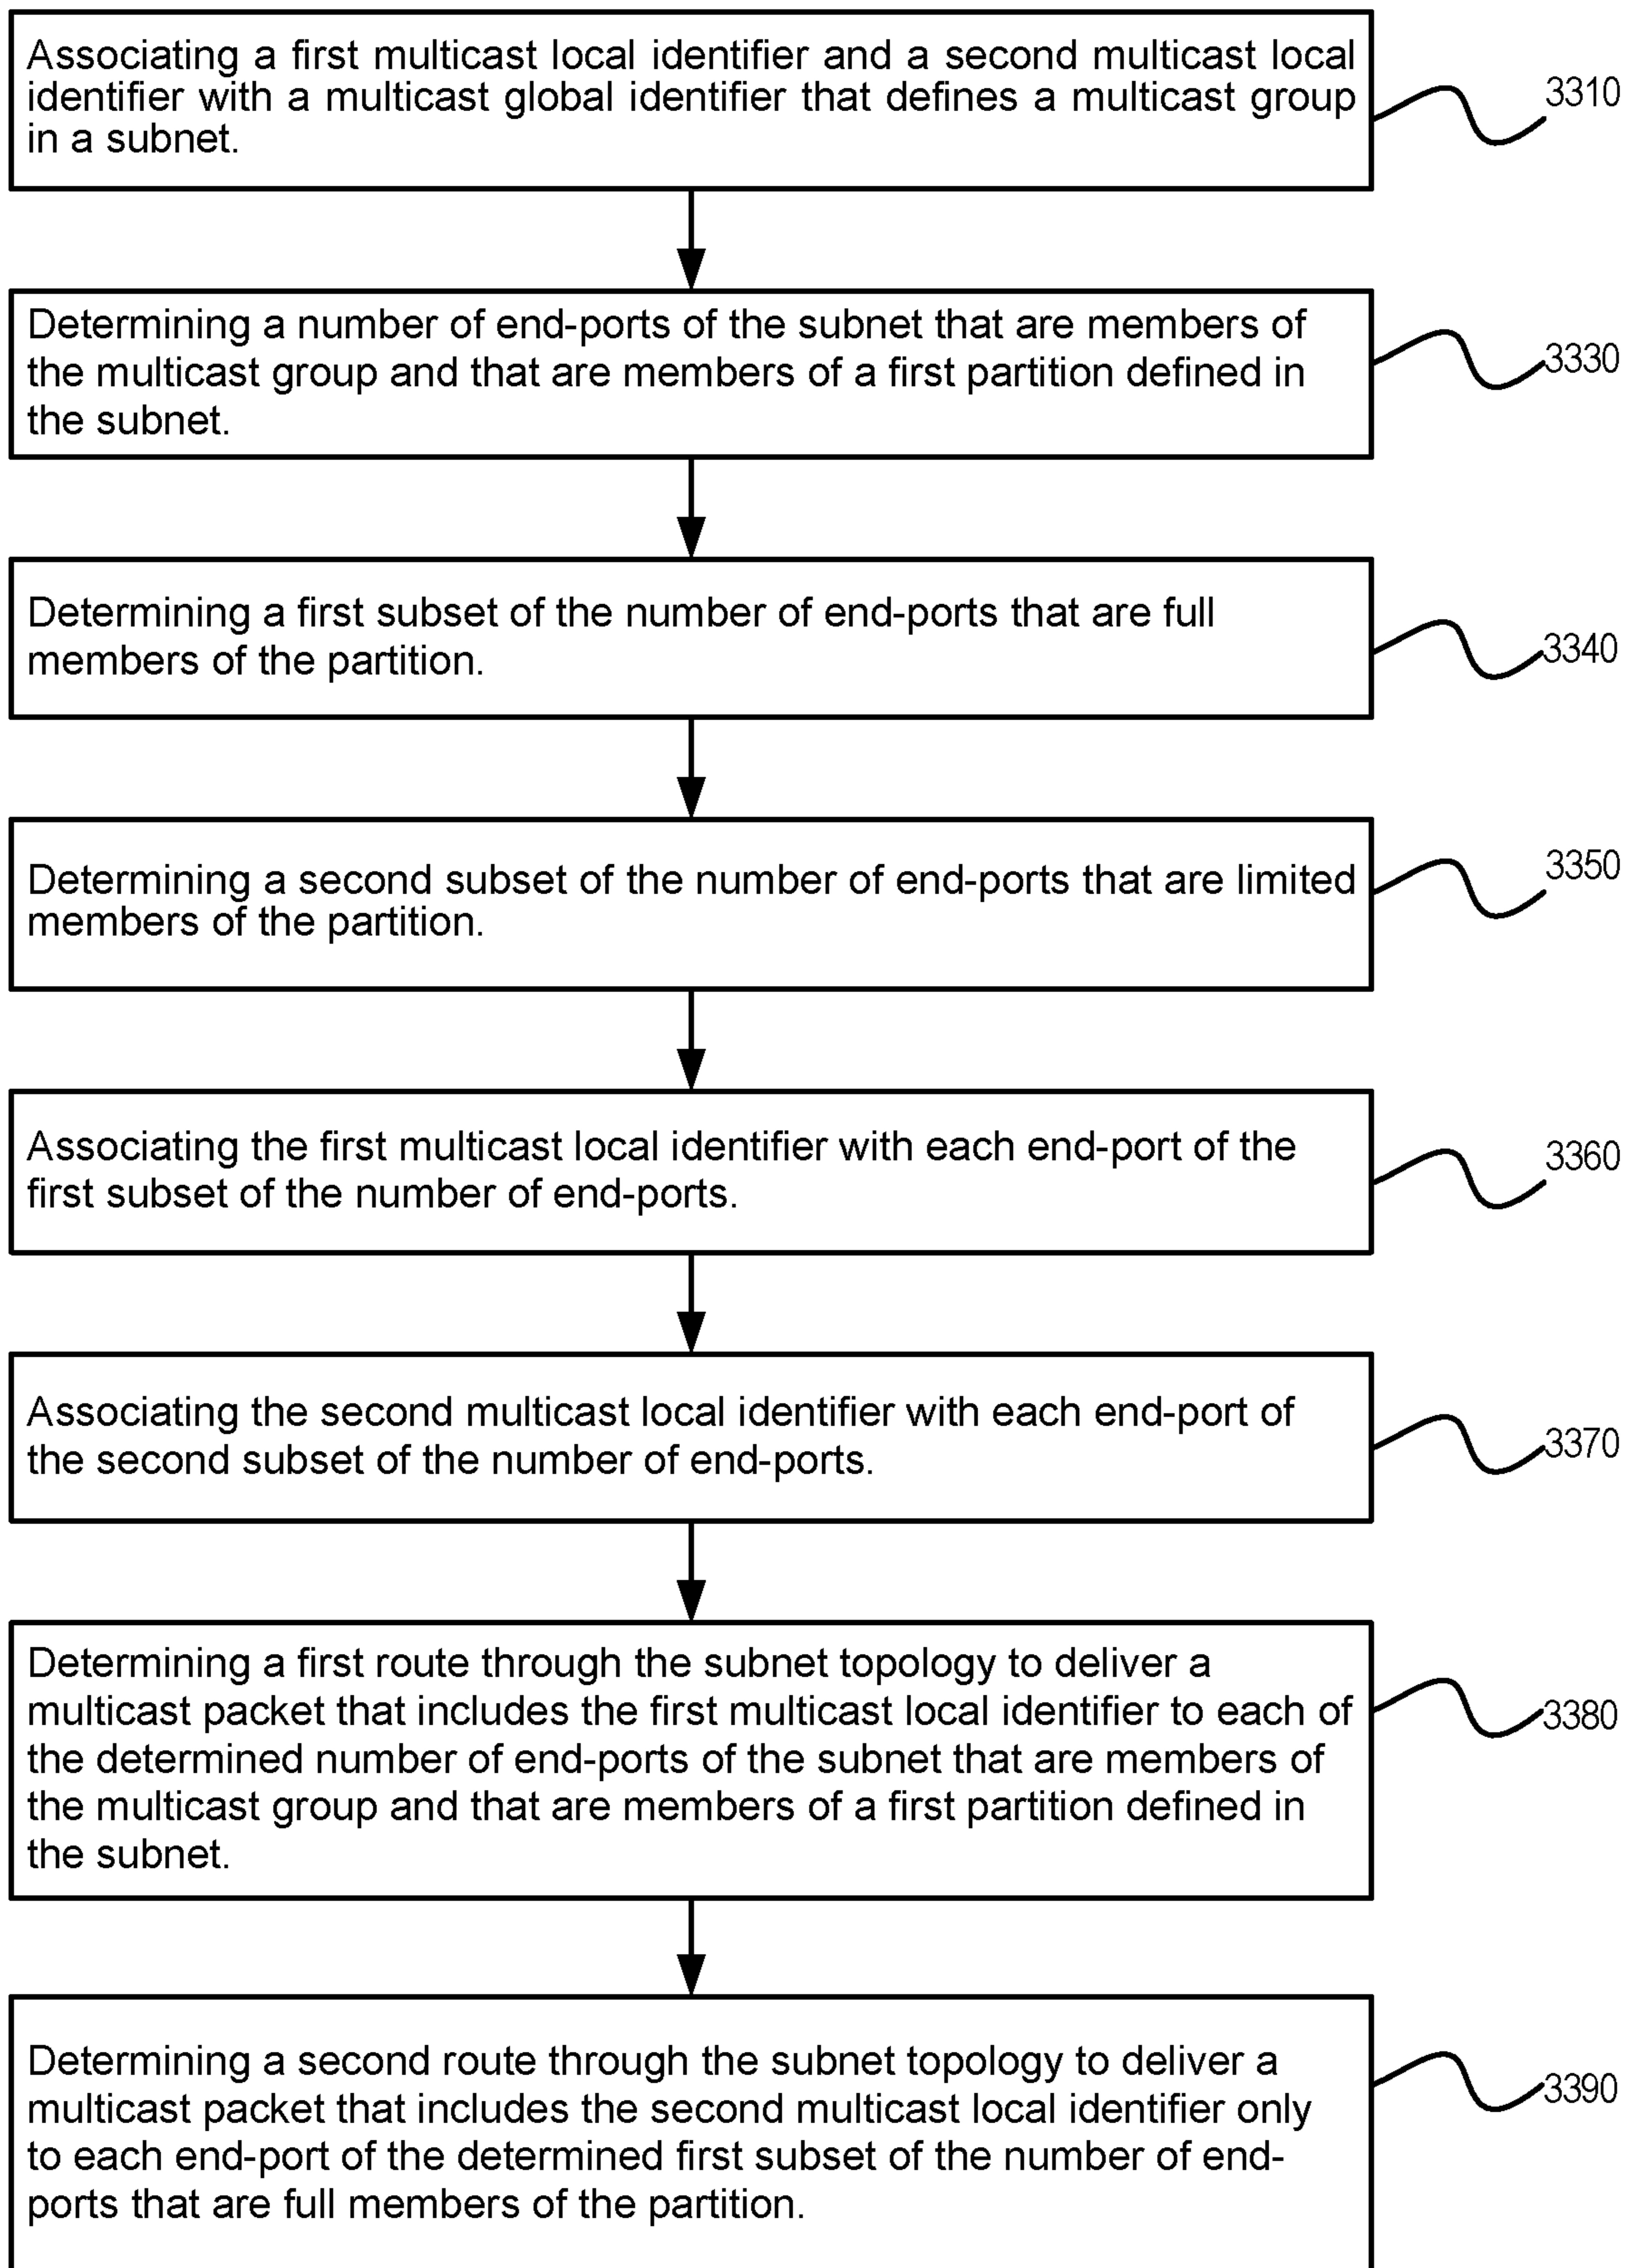 Associating a first multicast local identifier and a second multicast local
identifier with a multicast global identifier that defines a multicast group
in a subnet.
3310
Determining a number of end-ports of the subnet that are members of
the multicast group and that are members of a first partition defined in
the subnet.
3330
Determining a first subset of the number of end-ports that are full
members of the partition.
3340
Determining a second subset of the number of end-ports that are limited
members of the partition.
3350
Associating the first multicast local identifier with each end-port of the
first subset of the number of end-ports.
3360
Associating the second multicast local identifier with each end-port of
the second subset of the number of end-ports.
3370
Determining a first route through the subnet topology to deliver a
multicast packet that includes the first multicast local identifier to each of
the determined number of end-ports of the subnet that are members of
the multicast group and that are members of a first partition defined in
the subnet.
3380
Determining a second route through the subnet topology to deliver a
multicast packet that includes the second multicast local identifier only
to each end-port of the determined first subset of the number of end-
ports that are full members of the partition.
3390